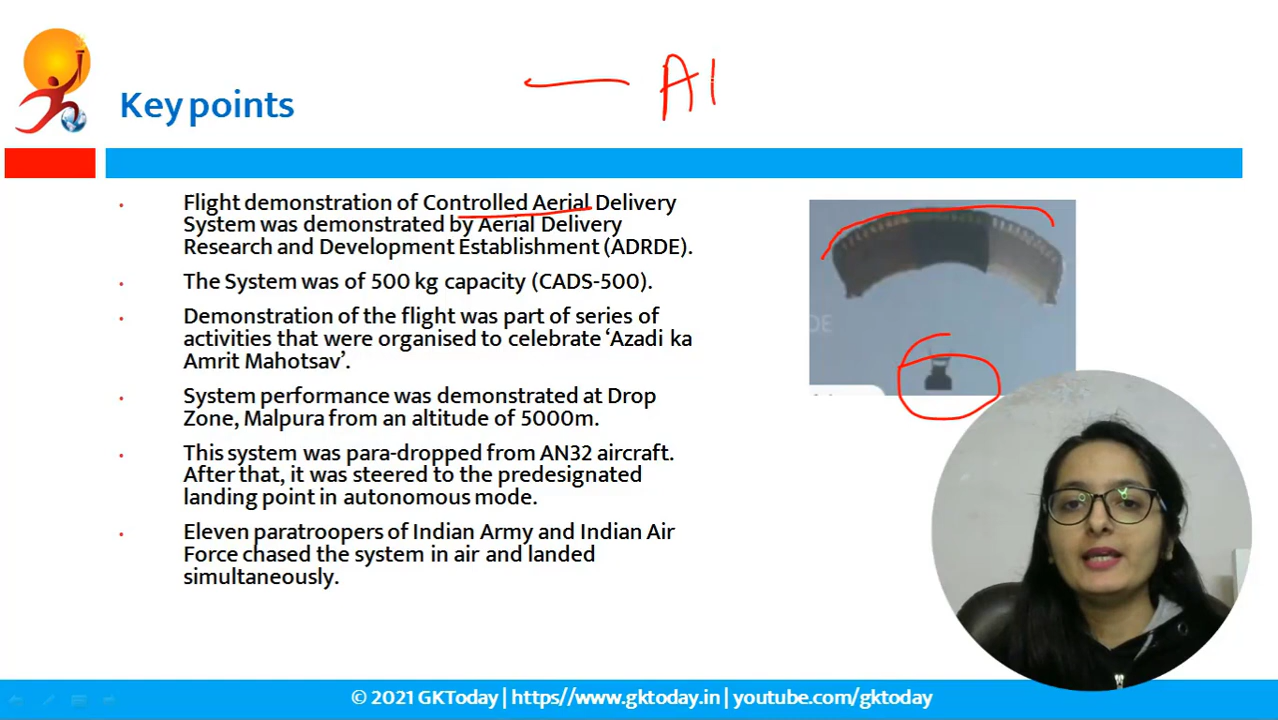 AI
Key points
Flight demonstration of Controlled Aerial Delivery
System was demonstrated by Aerial Delivery
Research and Development Establishment (ADRDE).
The System was of 500 kg capacity (CADS-500).
Demonstration of the flight was part of series of
activities that were organised to celebrate ‘Azadi ka
Amrit Mahotsav’.
System performance was demonstrated at Drop
Zone, Malpura from an altitude of 5000m.
This system was para-dropped from AN32 aircraft.
After that, it was steered to the predesignated
landing point in autonomous mode.
Eleven paratroopers of Indian Army and Indian Air
Force chased the system in air and landed
simultaneously.
© 2021 GKToday | https//www.gktoday.in | youtube.com/gktoday